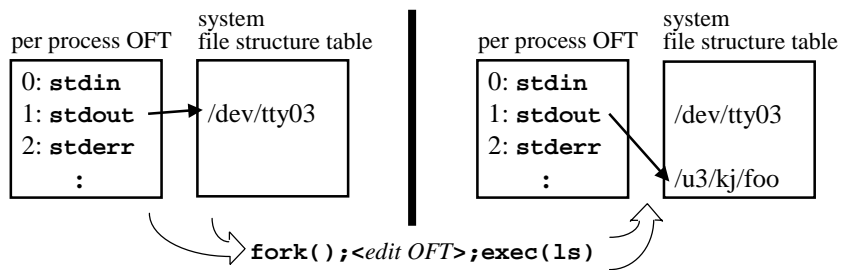 per process OFT
system
file structure table
0: stdin
1: stdout
2: stderr
:
/dev/tty03
per process OFT
system
file structure table
0: stdin
1: stdout
2: stderr
:
/dev/tty03
/u3/kj/foo
fork();<edit OFT>;exec(ls)